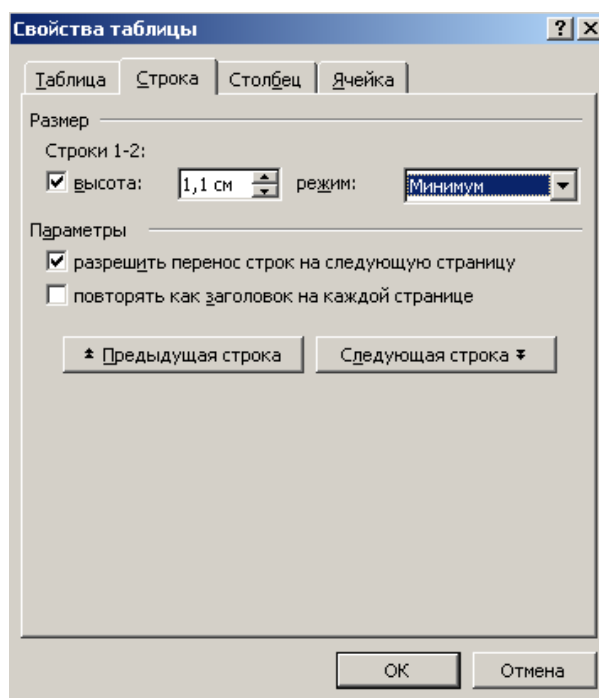 Свойства таблицы
Таблица Строка Столбец Ячейка
Размер
Строки 1-2:
высота: 1,1 см режим: Минимум
Параметры
разрешить перенос строк на следующую страницу
повторять как заголовок на каждой странице
Предыдущая строка Следующая строка
ОК Отмена